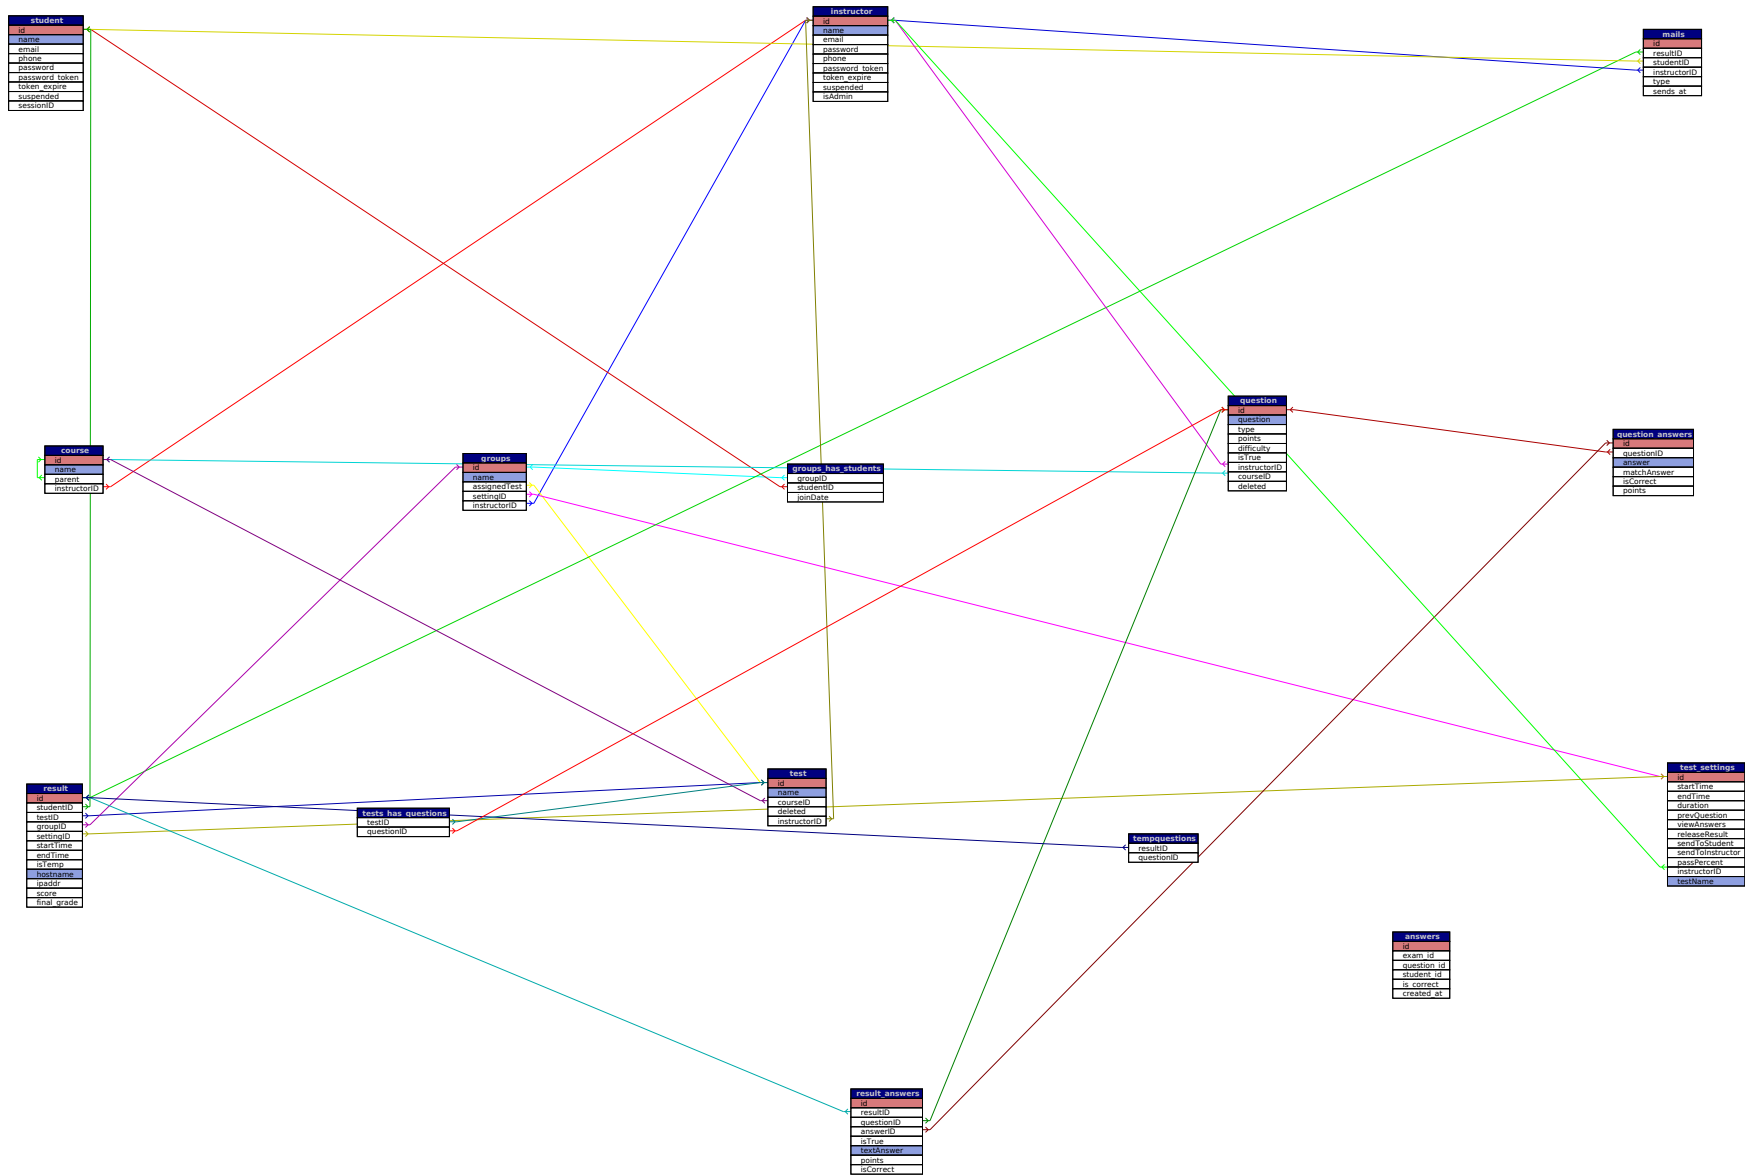 student
id
name
email
phone
password
password_token
token_expire
suspended
sessionID
instructor
id
name
email
password
phone
password_token
token_expire
suspended
isAdmin
mails
id
resultID
studentID
instructorID
type
sends_at
course
id
name
parent
instructorID
groups
id
name
assignedTest
settingID
instructorID
groups_has_students
groupID
studentID
joinDate
question
id
question
type
points
difficulty
isTrue
instructorID
courseID
deleted
question_answers
id
questionID
answer
matchAnswer
isCorrect
points
result
id
studentID
testID
groupID
settingID
startTime
endTime
isTemp
hostname
ipaddr
score
final_grade
tests_has_questions
testID
questionID
test
id
name
courseID
deleted
instructorID
tempquestions
resultID
questionID
test_settings
id
startTime
endTime
duration
prevQuestion
viewAnswers
releaseResult
sendToStudent
sendToInstructor
passPercent
instructorID
testName
answers
id
exam_id
question_id
student_id
is_correct
created_at
result_answers
id
resultID
questionID
answerID
isTrue
textAnswer
points
isCorrect